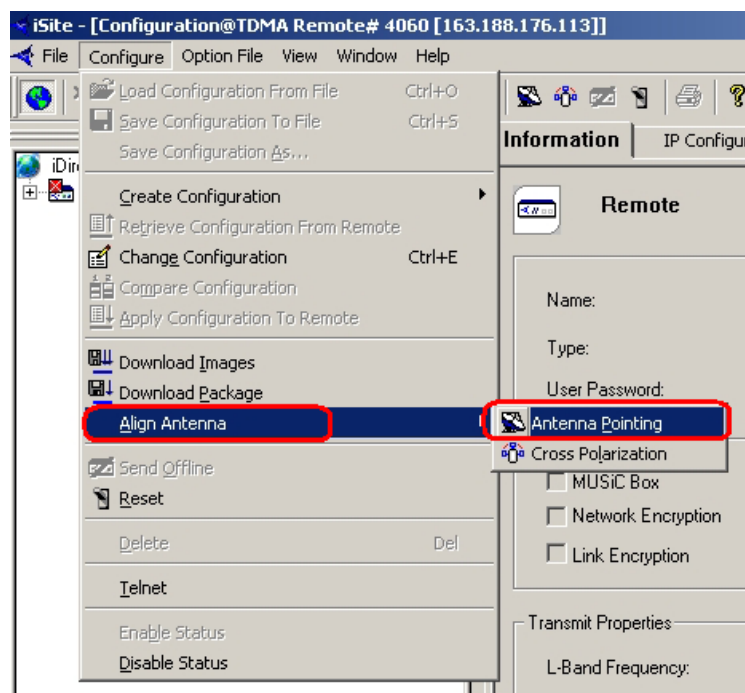 iSite - [Configuration@TDMA Remote# 4060 [163.188.176.113]]
File Configure Option File View Window Help
Load Configuration From File Ctrl+O
Save Configuration To File Ctrl+S
Save Configuration As...
Information IP Configu
Create Configuration
Retrieve Configuration From Remote
Change Configuration Ctrl+E
Compare Configuration
Apply Configuration To Remote
Download Images
Download Package
Align Antenna
Send Offline
Reset
Delete Del
Telnet
Enable Status
Disable Status
iDir
Remote
Name:
Type:
User Password:
Antenna Pointing
Cross Polarization
MUSiC Box
Network Encryption
Link Encryption
Transmit Properties
L-Band Frequency: